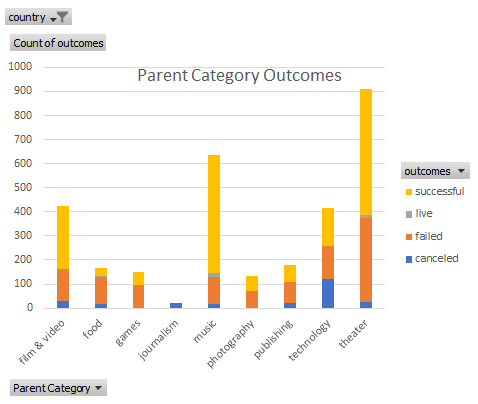 country
Count of outcomes
Parent Category Outcomes
1000
900
800
700
600
500
400
300
200
100
0
film & video
food
games
journalism
music
photography
publishing
technology
theater
outcomes
successful
live
failed
canceled
Parent Category